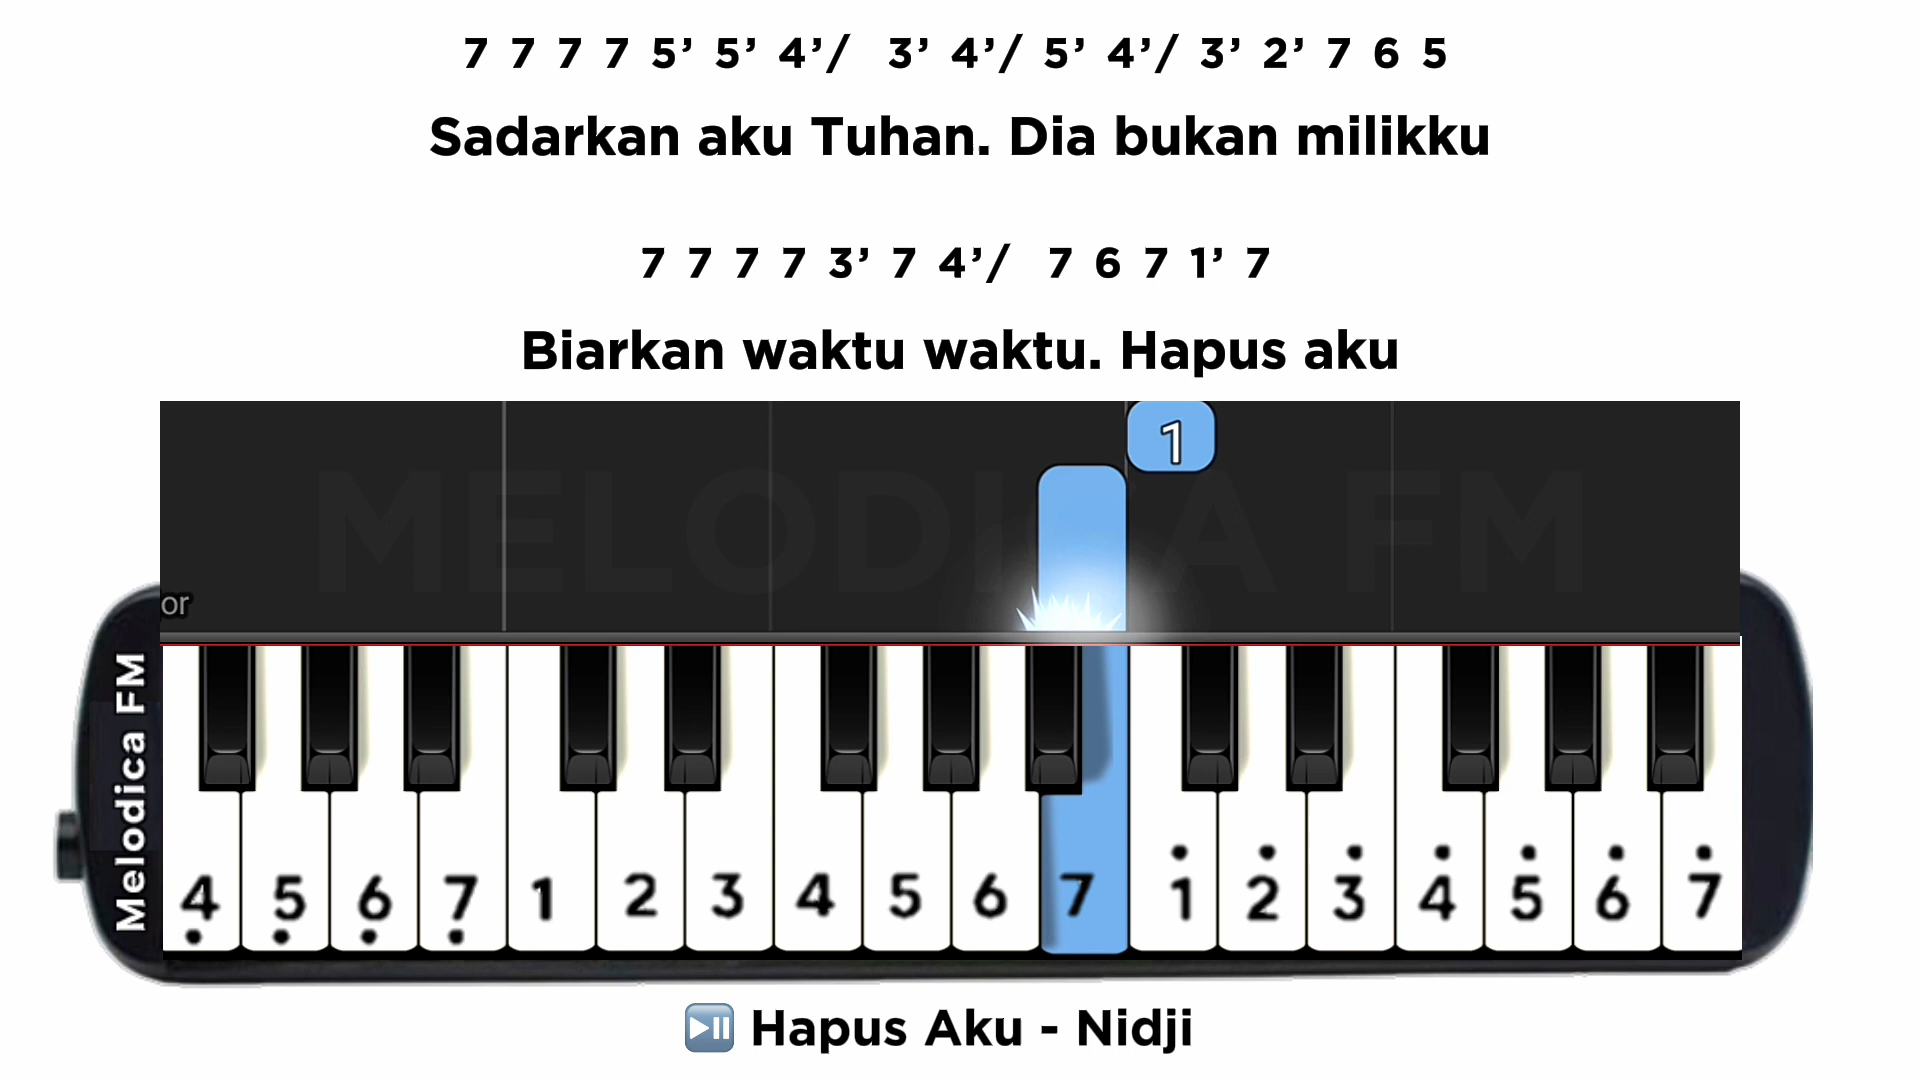 7 7 7 7 5’ 5’ 4’/ 3’ 4’/ 5’ 4’/ 3’ 2’ 7 6 5
Sadarkan aku Tuhan. Dia bukan milikku
7 7 7 7 3’ 7 4’/ 7 6 7 1’ 7
Biarkan waktu waktu. Hapus aku
1
MELODICA FM
or
Melodica FM
4 5 6 7 1 2 3 4 5 6 7 1 2 3 4 5 6 7
Hapus Aku - Nidji